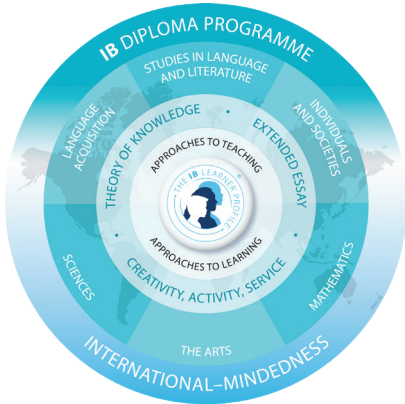 IB DIPLOMA PROGRAMME
STUDIES IN LANGUAGE
AND LITERATURE
LANGUAGE
ACQUISITION
INDIVIDUALS
AND SOCIETIES
THEORY OF KNOWLEDGE
EXTENDED ESSAY
APPROACHES TO TEACHING
THE IB LEARNER PROFILE
®
APPROACHES TO LEARNING
CREATIVITY, ACTIVITY, SERVICE
SCIENCES
MATHEMATICS
THE ARTS
INTERNATIONAL–MINDEDNESS